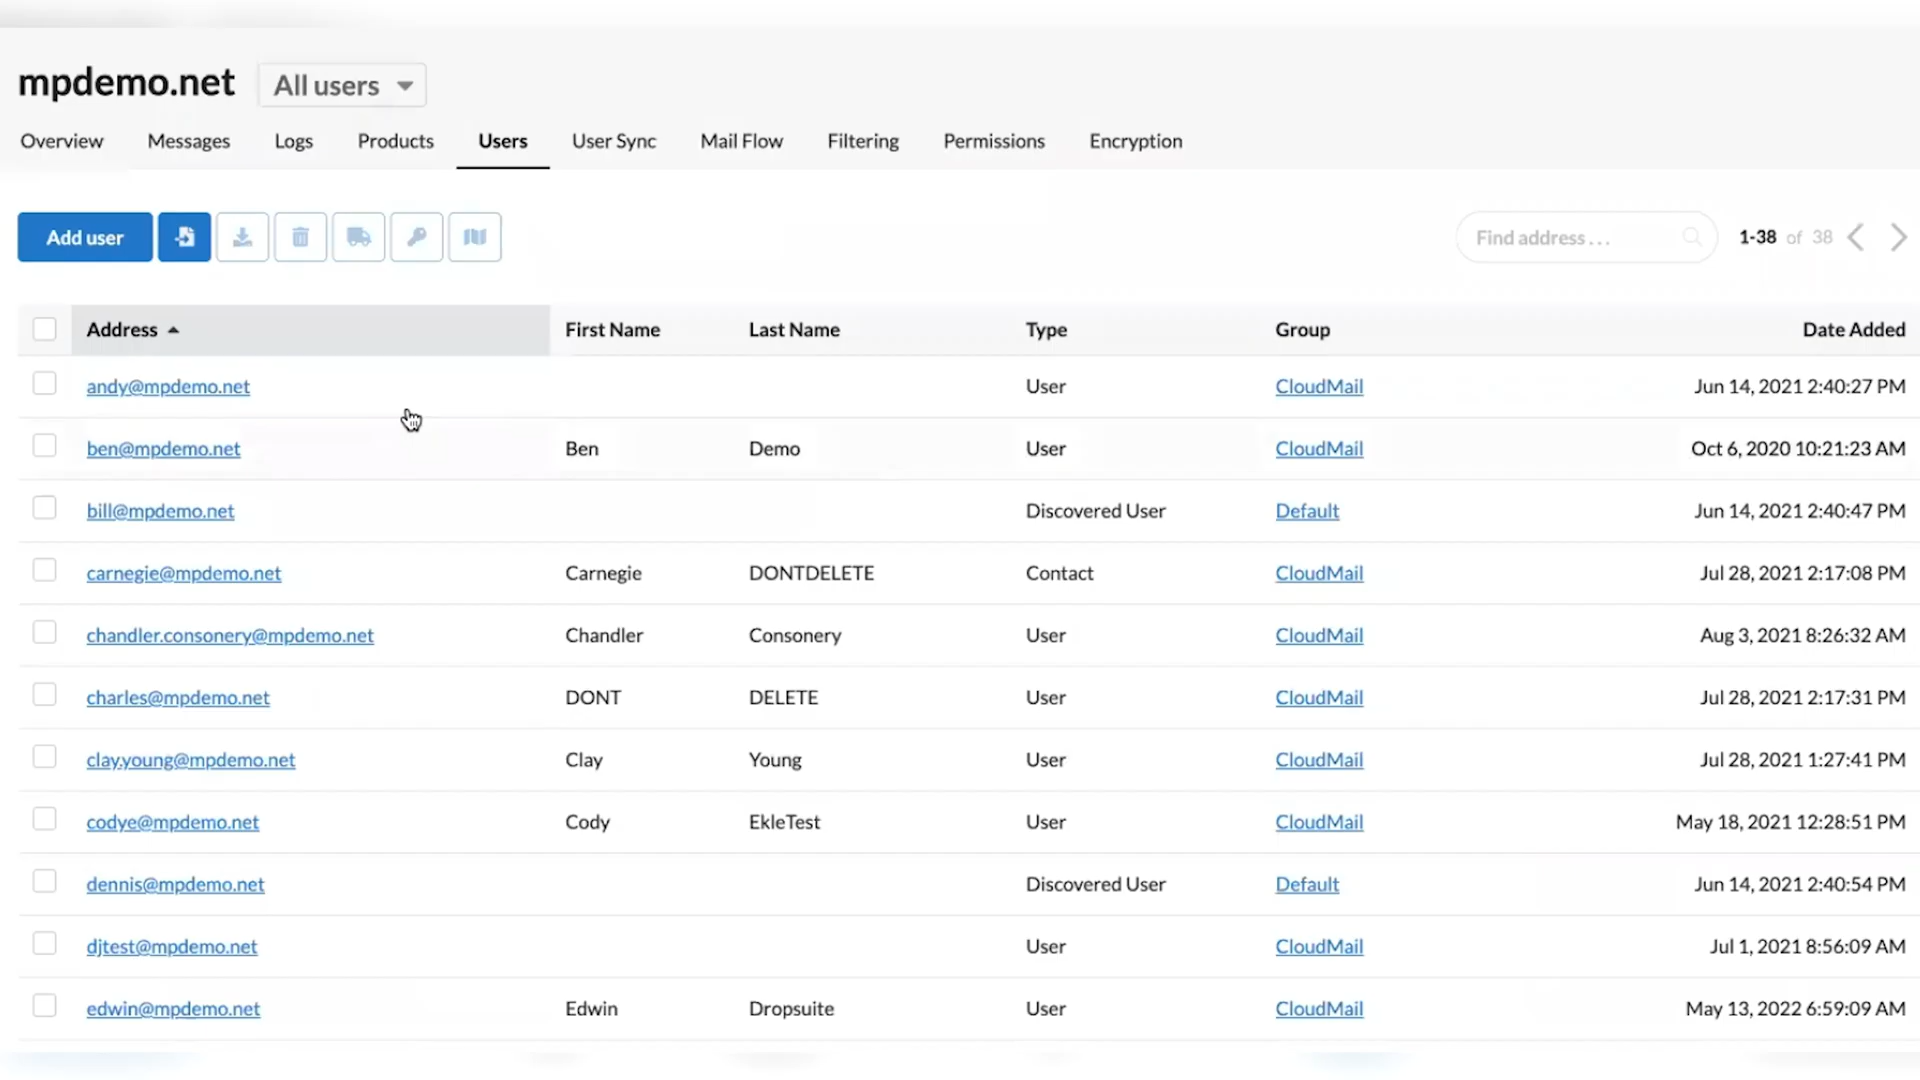 mpdemo.net All users
Overview Messages Logs Products Users User Sync Mail Flow Filtering Permissions Encryption
Add user Find address . . . 1-38 of 38
Address First Name Last Name Type Group Date Added
andy@mpdemo.net User CloudMail Jun 14, 2021 2:40:27 PM
ben@mpdemo.net Ben Demo User CloudMail Oct 6, 2020 10:21:23 AM
bill@mpdemo.net Discovered User Default Jun 14, 2021 2:40:47 PM
carnegie@mpdemo.net Carnegie DONTDELETE Contact CloudMail Jul 28, 2021 2:17:08 PM
chandler.consonery@mpdemo.net Chandler Consonery User CloudMail Aug 3, 2021 8:26:32 AM
charles@mpdemo.net DONT DELETE User CloudMail Jul 28, 2021 2:17:31 PM
clay.young@mpdemo.net Clay Young User CloudMail Jul 28, 2021 1:27:41 PM
codye@mpdemo.net Cody EkleTest User CloudMail May 18, 2021 12:28:51 PM
dennis@mpdemo.net Discovered User Default Jun 14, 2021 2:40:54 PM
djtest@mpdemo.net User CloudMail Jul 1, 2021 8:56:09 AM
edwin@mpdemo.net Edwin Dropsuite User CloudMail May 13, 2022 6:59:09 AM